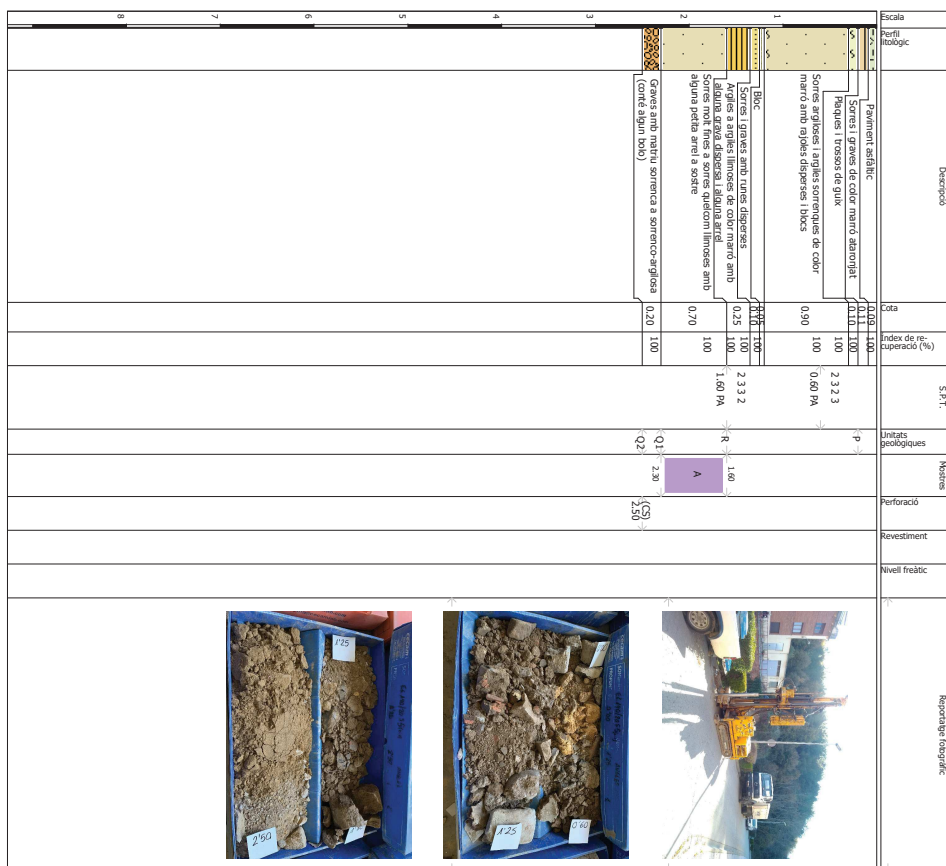 Escala
1
2
3
4
5
6
7
8
Perfil
litològic
Descripció
Paviment asfàltic
Sorres i graves de color marró ataronjat
Plaques i trossos de guix
Sorres argiloses i argiles sorrenques de color
marró amb rajoles disperses i blocs
Bloc
Sorres i graves amb runes disperses
Argiles a argiles llimoses de color marró amb
alguna grava dispersa i alguna arrel
Sorres molt fines a sorres quelcom llimoses amb
alguna petita arrel a sostre
Graves amb matriu sorrenca a sorrenco-argilosa
(conté algun bolo)
Cota
0.09
0.11
0.10
0.90
0.05
0.10
0.25
0.70
0.20
Índex de re-
cuperació (%)
100
100
100
100
100
100
100
100
100
S.P.T.
2 3 2 3
0.60 PA
2 3 3 2
1.60 PA
Unitats
geològiques
P
R
Q1
Q2
Mostres
1.60
A
2.30
Perforació
(CS)
2.50
Revestiment
Nivell freàtic
Reportatge fotogràfic
0'60
1'25
1'25
2'50